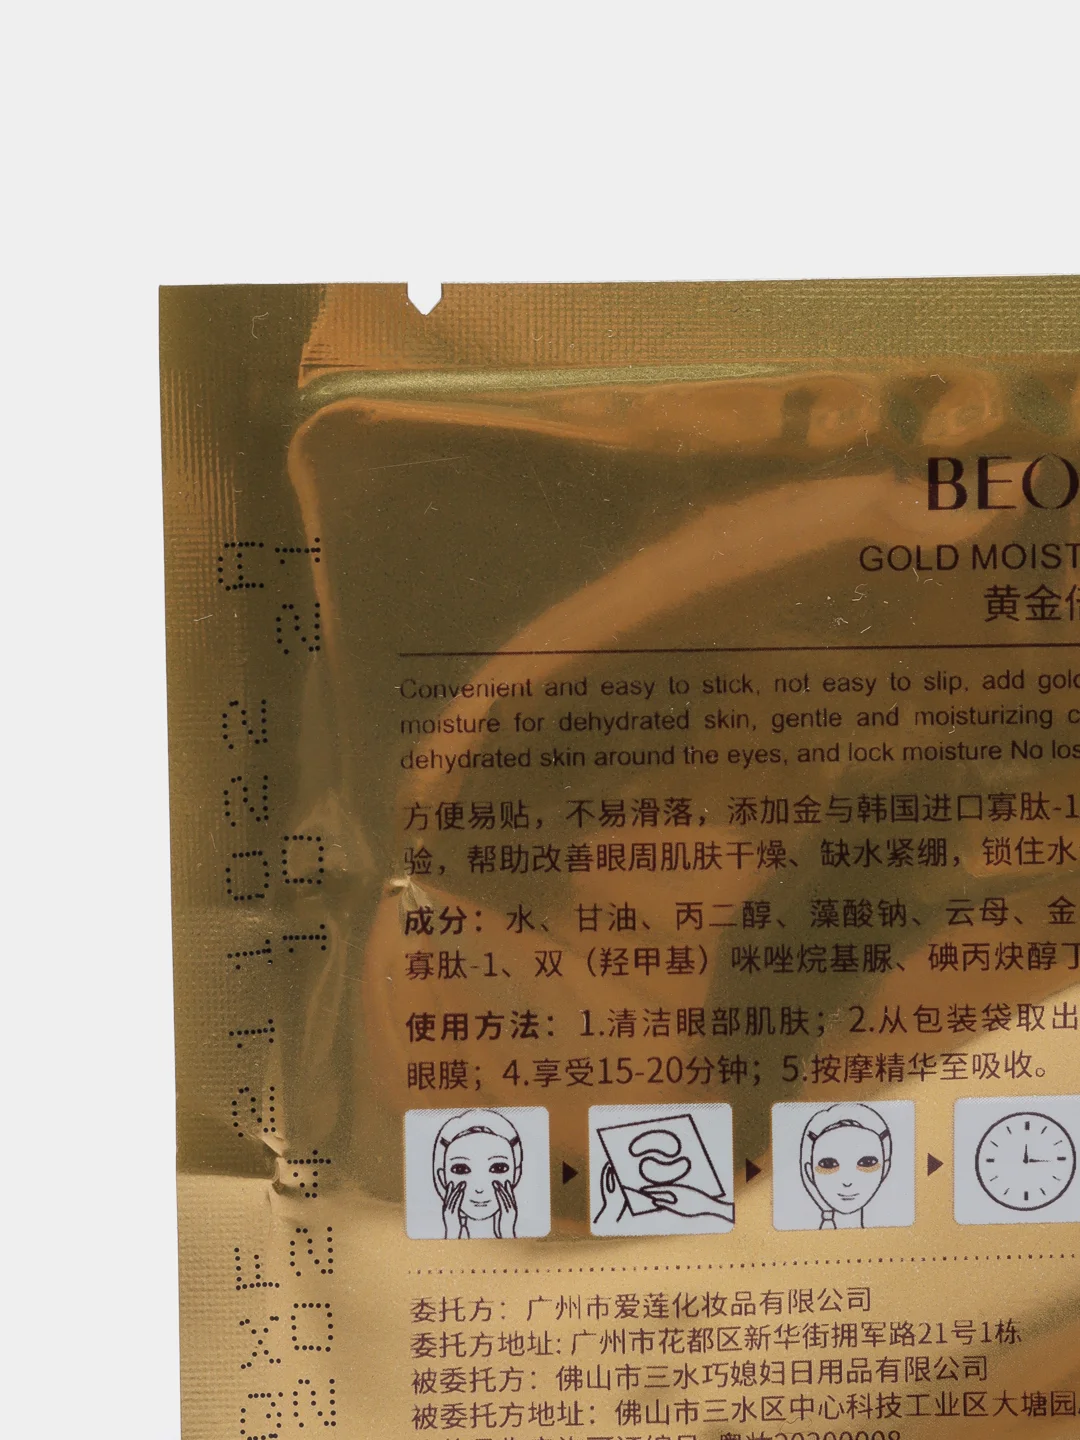 BEO
GOLD MOIST
黄金
Convenient and easy to stick, not easy to slip, add gold
moisture for dehydrated skin, gentle and moisturizing c
dehydrated skin around the eyes, and lock moisture No los
方便易贴，不易滑落，添加金与韩国进口寡肽-1
验，帮助改善眼周肌肤干燥、缺水紧绷，锁住水
成分：水、甘油、丙二醇、藻酸钠、云母、金
寡肽-1、双（羟甲基）咪唑烷基脲、碘丙炔醇丁
使用方法：1.清洁眼部肌肤；2.从包装袋取出
眼膜；4.享受15-20分钟；5.按摩精华至吸收。
委托方：广州市爱莲化妆品有限公司
委托方地址:广州市花都区新华街拥军路21号1栋
被委托方：佛山市三水巧媳妇日用品有限公司
被委托方地址：佛山市三水区中心科技工业区大塘园